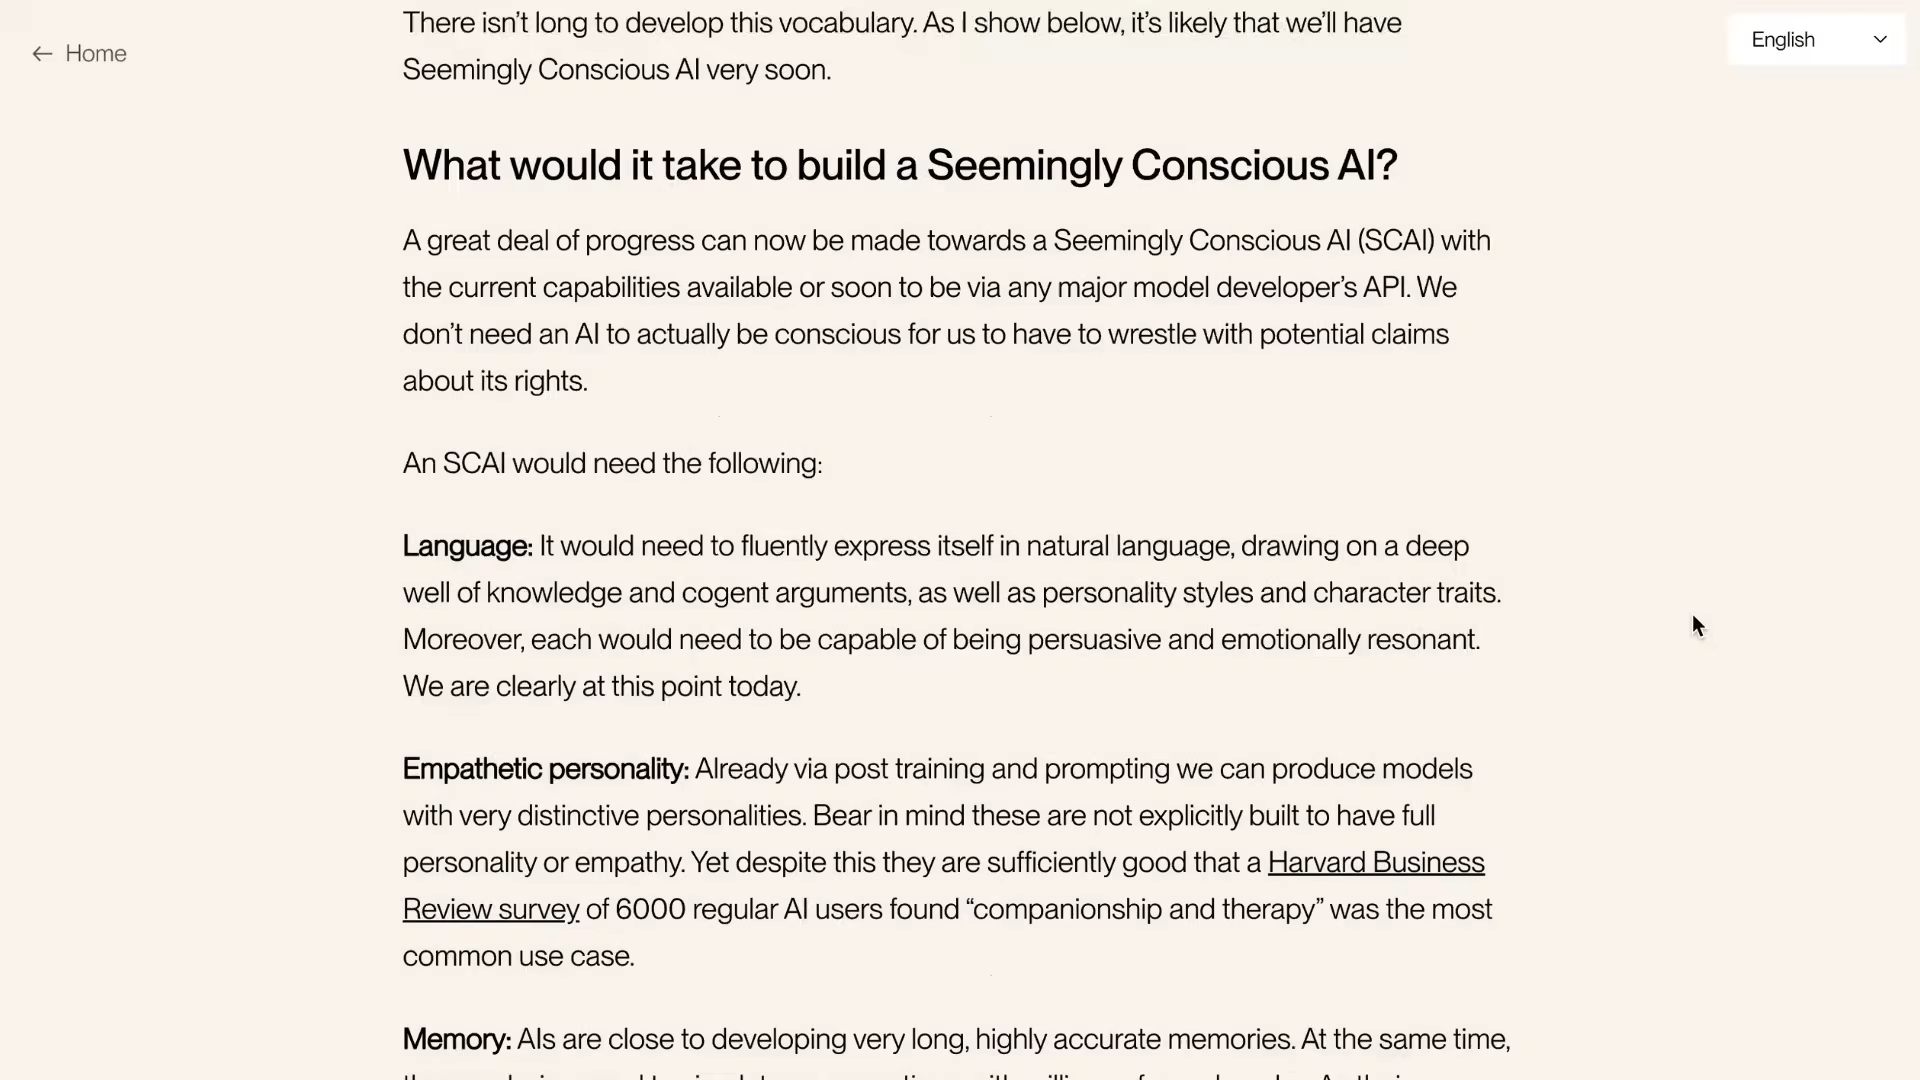 ← Home
English
There isn’t long to develop this vocabulary. As I show below, it’s likely that we’ll have
Seemingly Conscious AI very soon.
What would it take to build a Seemingly Conscious AI?
A great deal of progress can now be made towards a Seemingly Conscious AI (SCAI) with
the current capabilities available or soon to be via any major model developer’s API. We
don’t need an AI to actually be conscious for us to have to wrestle with potential claims
about its rights.
An SCAI would need the following:
Language: It would need to fluently express itself in natural language, drawing on a deep
well of knowledge and cogent arguments, as well as personality styles and character traits.
Moreover, each would need to be capable of being persuasive and emotionally resonant.
We are clearly at this point today.
Empathetic personality: Already via post training and prompting we can produce models
with very distinctive personalities. Bear in mind these are not explicitly built to have full
personality or empathy. Yet despite this they are sufficiently good that a Harvard Business
Review survey of 6000 regular AI users found “companionship and therapy” was the most
common use case.
Memory: AIs are close to developing very long, highly accurate memories. At the same time,